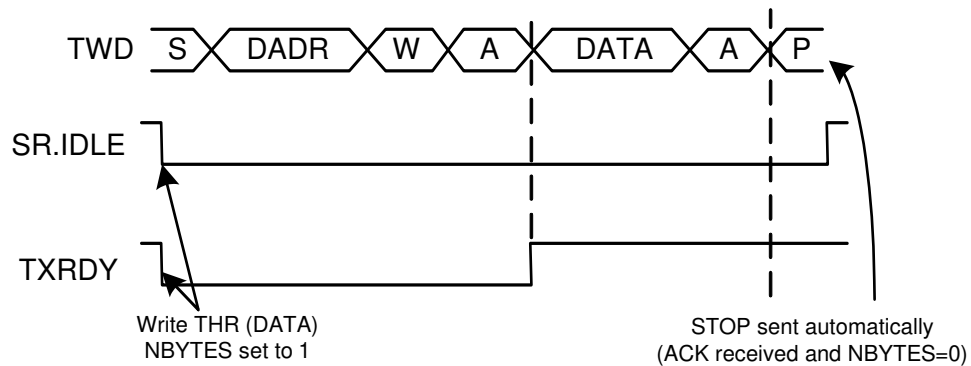 TWD S DADR W A DATA A P
SR.IDLE
TXRDY
Write THR (DATA)
NBYTES set to 1
STOP sent automatically
(ACK received and NBYTES=0)